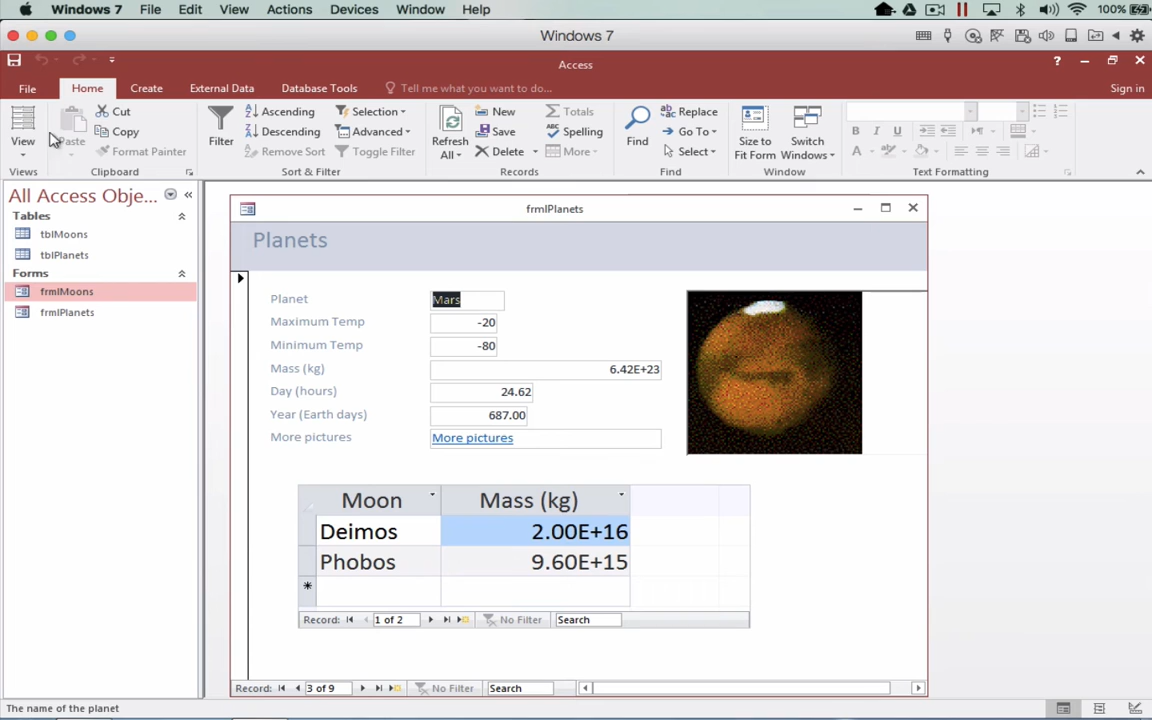 Windows 7 File Edit View Actions Devices Window Help 100%
Windows 7
Access
? Sign in
File Home Create External Data Database Tools Tell me what you want to do...
View Paste Cut Copy Format Painter
Filter Ascending Descending Remove Sort Selection Advanced Toggle Filter
Refresh All New Save Delete Totals Spelling More
Find Replace Go To Select
Size to Fit Form Switch Windows
B I U A
Views Clipboard Sort & Filter Records Find Window Text Formatting
All Access Obje...
Tables
tblMoons
tblPlanets
Forms
frmlMoons
frmlPlanets
frmlPlanets
Planets
Planet Mars
Maximum Temp -20
Minimum Temp -80
Mass (kg) 6.42E+23
Day (hours) 24.62
Year (Earth days) 687.00
More pictures More pictures
Moon Mass (kg)
Deimos 2.00E+16
Phobos 9.60E+15
Record: 1 of 2 No Filter Search
Record: 3 of 9 No Filter Search
The name of the planet